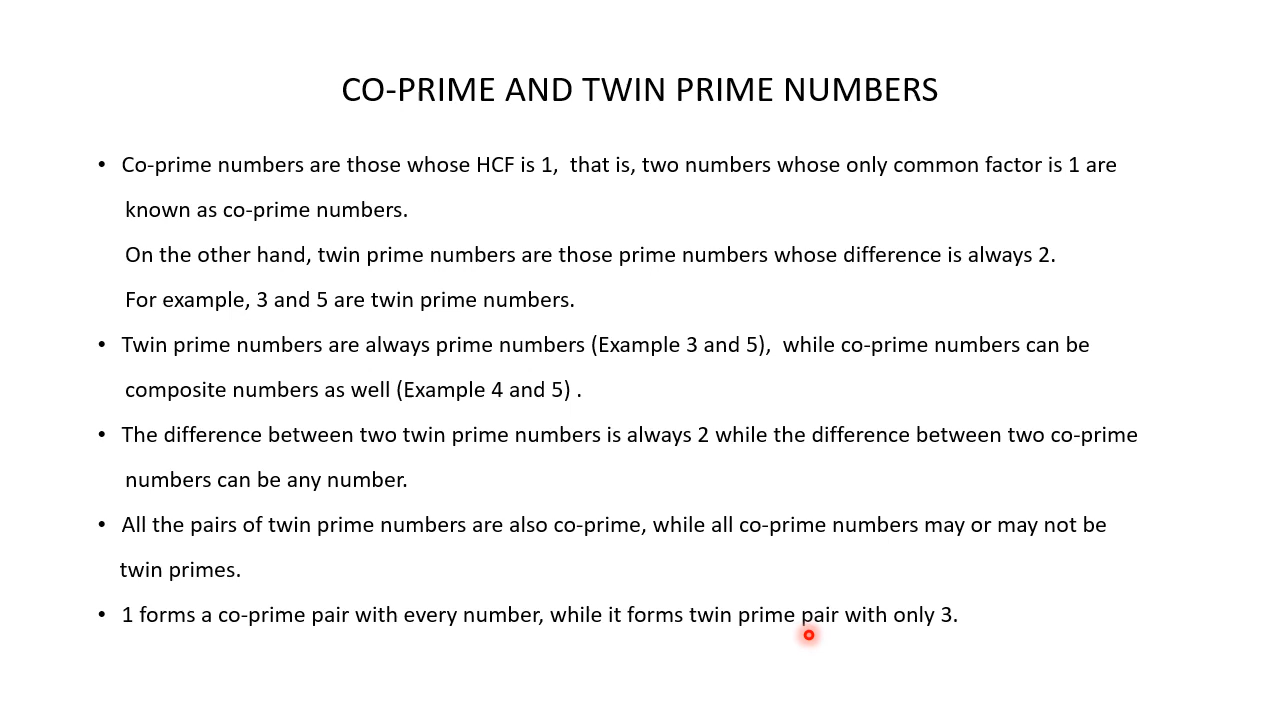 CO-PRIME AND TWIN PRIME NUMBERS
• Co-prime numbers are those whose HCF is 1,  that is, two numbers whose only common factor is 1 are
known as co-prime numbers.
On the other hand, twin prime numbers are those prime numbers whose difference is always 2.
For example, 3 and 5 are twin prime numbers.
• Twin prime numbers are always prime numbers (Example 3 and 5),  while co-prime numbers can be
composite numbers as well (Example 4 and 5) .
• The difference between two twin prime numbers is always 2 while the difference between two co-prime
numbers can be any number.
• All the pairs of twin prime numbers are also co-prime, while all co-prime numbers may or may not be
twin primes.
• 1 forms a co-prime pair with every number, while it forms twin prime pair with only 3.